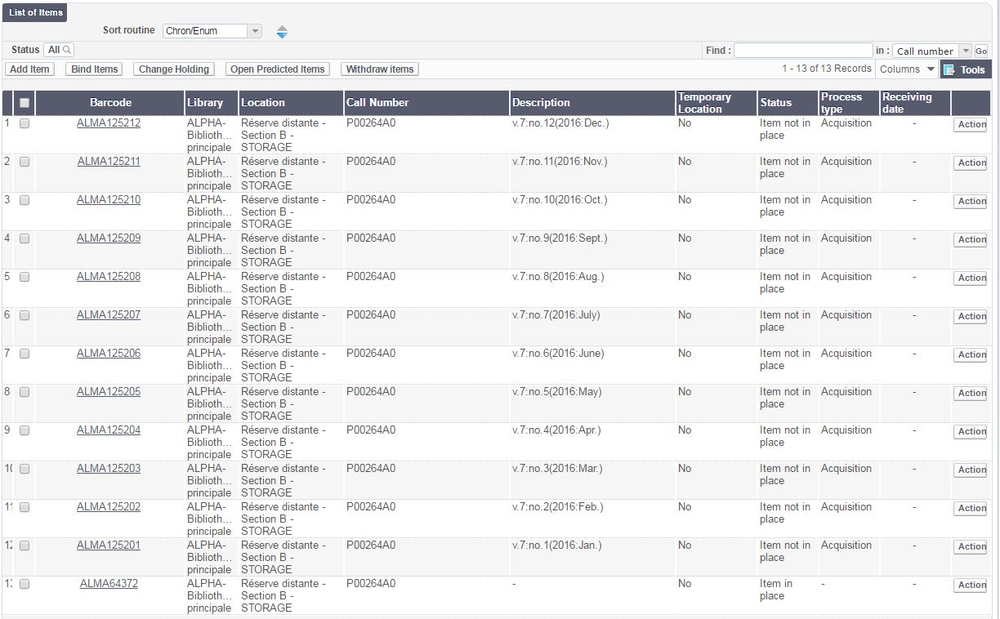 List of Items
Sort routine Chron/Enum
Status All Find : in : Call number Go
Add Item Bind Items Change Holding Open Predicted Items Withdraw items 1 - 13 of 13 Records Columns Tools
Barcode Library Location Call Number Description Temporary Location Status Process type Receiving date
1 ALMA125212 ALPHA- Réserve distante - P00264A0 v.7:no.12(2016:Dec.) No Item not in Acquisition - Action
Biblioth... Section B - place
principale STORAGE
2 ALMA125211 ALPHA- Réserve distante - P00264A0 v.7:no.11(2016:Nov.) No Item not in Acquisition - Action
Biblioth... Section B - place
principale STORAGE
3 ALMA125210 ALPHA- Réserve distante - P00264A0 v.7:no.10(2016:Oct.) No Item not in Acquisition - Action
Biblioth... Section B - place
principale STORAGE
4 ALMA125209 ALPHA- Réserve distante - P00264A0 v.7:no.9(2016:Sept.) No Item not in Acquisition - Action
Biblioth... Section B - place
principale STORAGE
5 ALMA125208 ALPHA- Réserve distante - P00264A0 v.7:no.8(2016:Aug.) No Item not in Acquisition - Action
Biblioth... Section B - place
principale STORAGE
6 ALMA125207 ALPHA- Réserve distante - P00264A0 v.7:no.7(2016:July) No Item not in Acquisition - Action
Biblioth... Section B - place
principale STORAGE
7 ALMA125206 ALPHA- Réserve distante - P00264A0 v.7:no.6(2016:June) No Item not in Acquisition - Action
Biblioth... Section B - place
principale STORAGE
8 ALMA125205 ALPHA- Réserve distante - P00264A0 v.7:no.5(2016:May) No Item not in Acquisition - Action
Biblioth... Section B - place
principale STORAGE
9 ALMA125204 ALPHA- Réserve distante - P00264A0 v.7:no.4(2016:Apr.) No Item not in Acquisition - Action
Biblioth... Section B - place
principale STORAGE
10 ALMA125203 ALPHA- Réserve distante - P00264A0 v.7:no.3(2016:Mar.) No Item not in Acquisition - Action
Biblioth... Section B - place
principale STORAGE
11 ALMA125202 ALPHA- Réserve distante - P00264A0 v.7:no.2(2016:Feb.) No Item not in Acquisition - Action
Biblioth... Section B - place
principale STORAGE
12 ALMA125201 ALPHA- Réserve distante - P00264A0 v.7:no.1(2016:Jan.) No Item not in Acquisition - Action
Biblioth... Section B - place
principale STORAGE
13 ALMA64372 ALPHA- Réserve distante - P00264A0 - No Item in - - Action
Biblioth... Section B - place
principale STORAGE